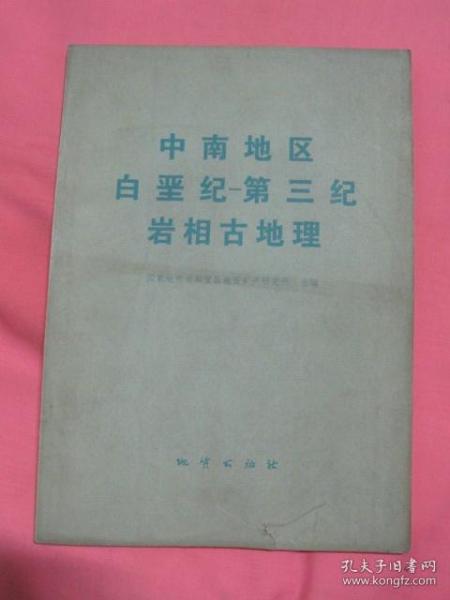 中南地区
白垩纪-第三纪
岩相古地理
地质出版社
孔夫子旧书网
www.kongfz.com